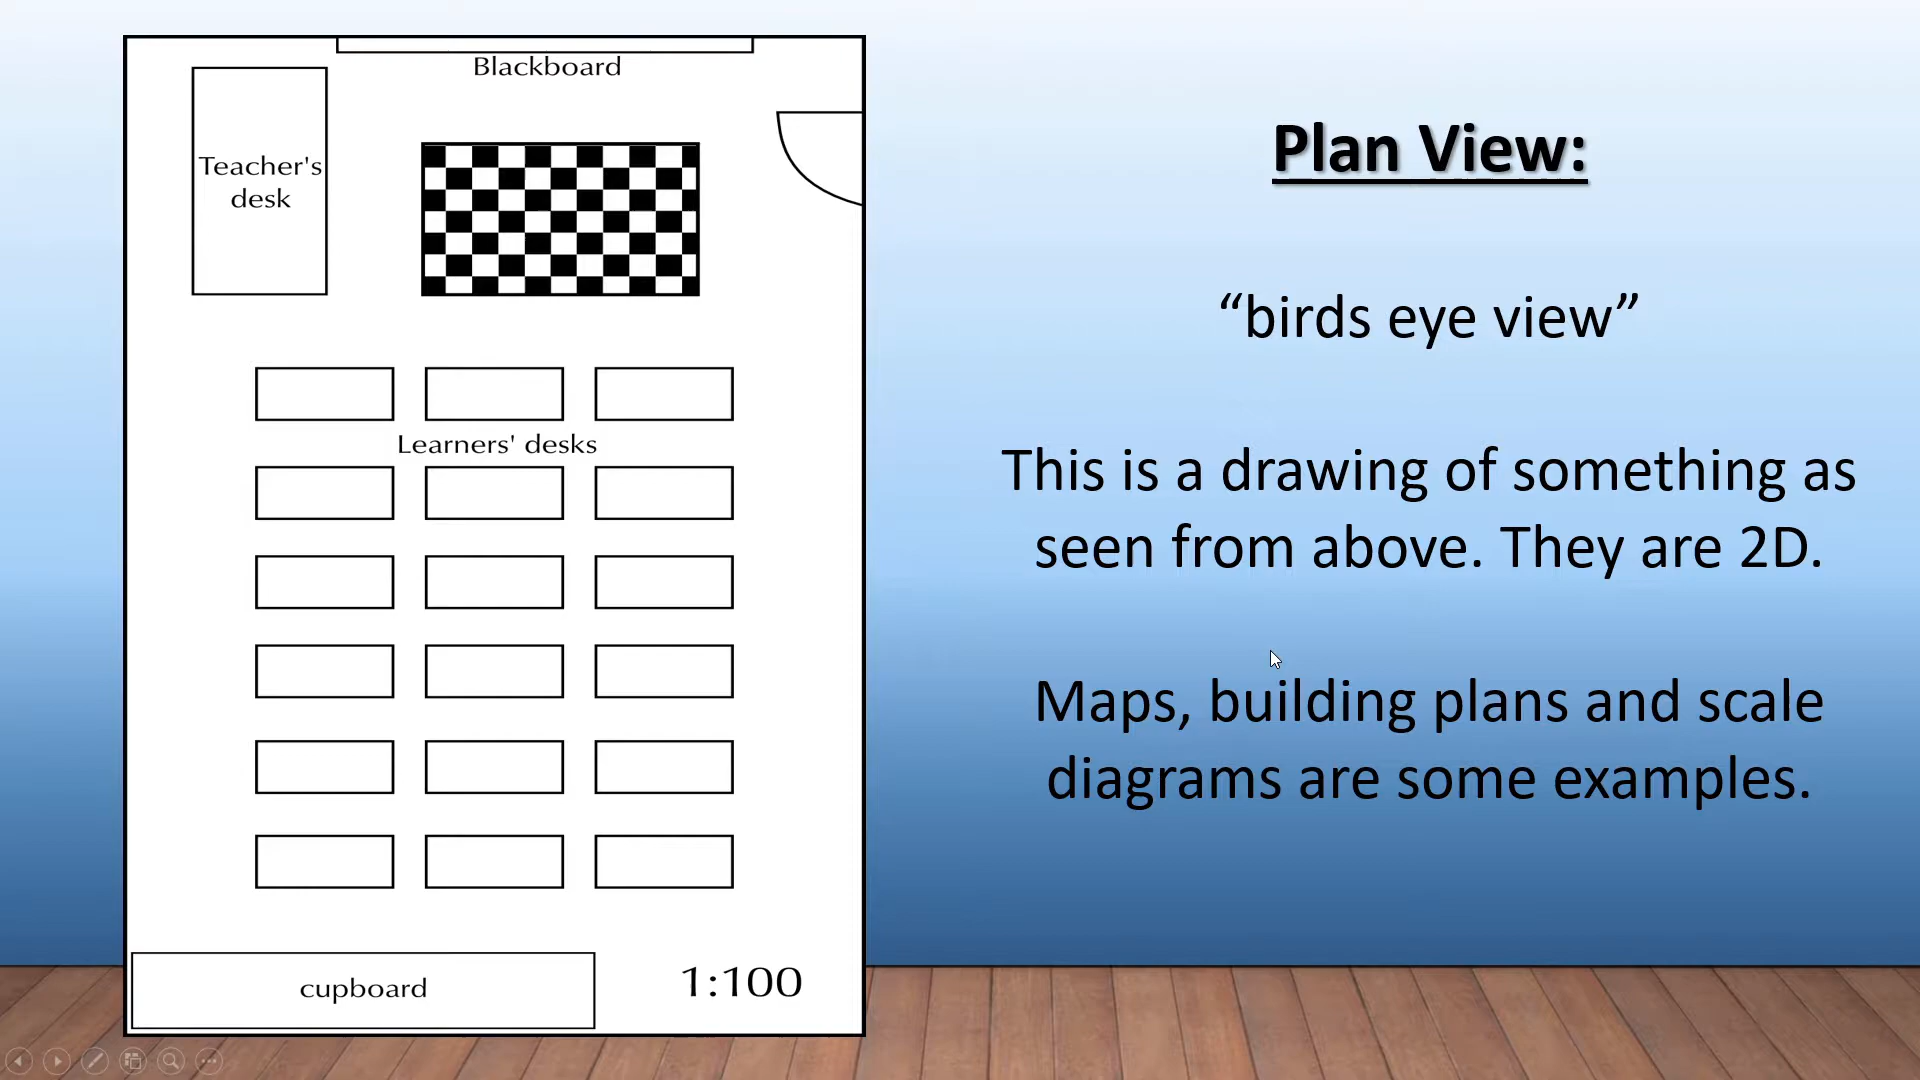 Blackboard
Teacher's
desk
Learners' desks
cupboard
1:100
Plan View:
“birds eye view”
This is a drawing of something as
seen from above. They are 2D.
Maps, building plans and scale
diagrams are some examples.